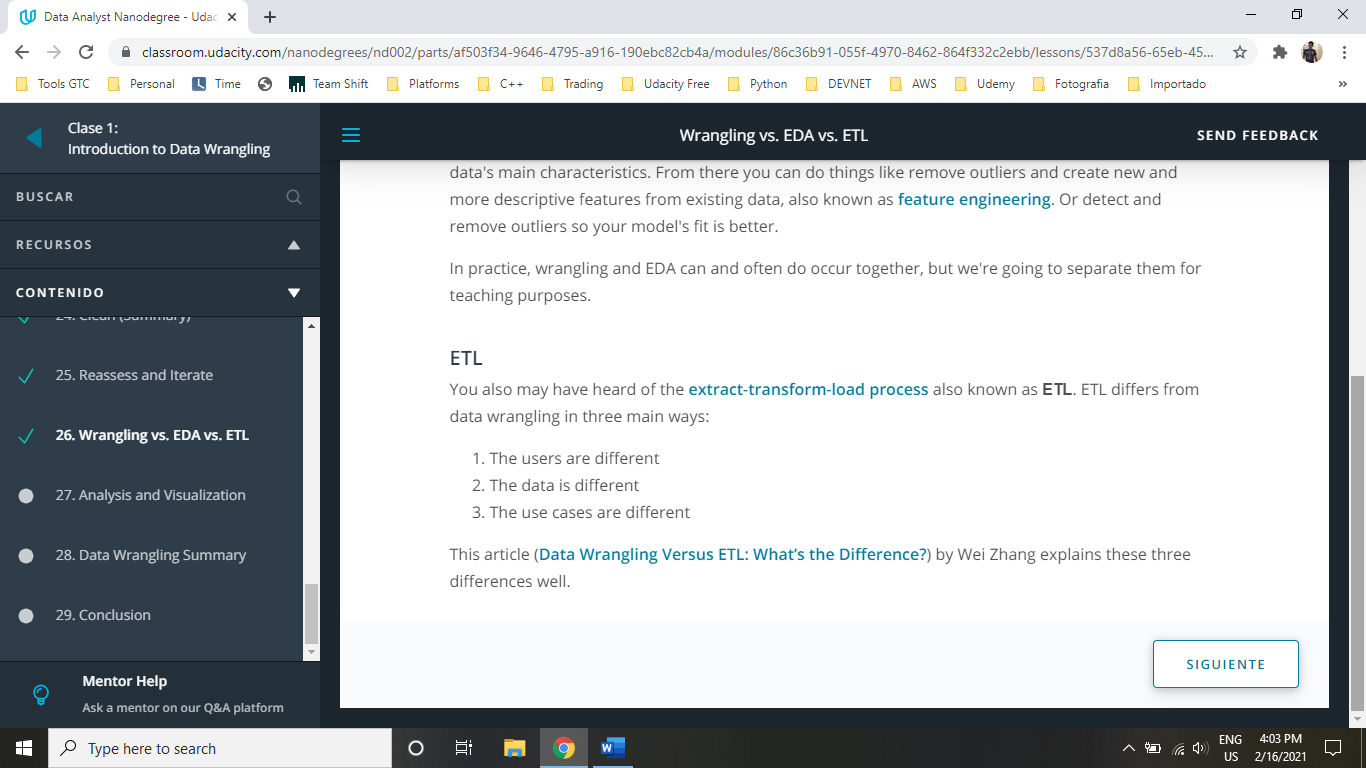 Data Analyst Nanodegree - Udac
classroom.udacity.com/nanodegrees/nd002/parts/af503f34-9646-4795-a916-190ebc82cb4a/modules/86c36b91-055f-4970-8462-864f332c2ebb/lessons/537d8a56-65eb-45...
Tools GTC
Personal
Time
Team Shift
Platforms
C++
Trading
Udacity Free
Python
DEVNET
AWS
Udemy
Fotografia
Importado
»
Clase 1:
Introduction to Data Wrangling
BUSCAR
RECURSOS
CONTENIDO
24. Clean (Summary)
25. Reassess and Iterate
26. Wrangling vs. EDA vs. ETL
27. Analysis and Visualization
28. Data Wrangling Summary
29. Conclusion
Mentor Help
Ask a mentor on our Q&A platform
Wrangling vs. EDA vs. ETL
SEND FEEDBACK
data's main characteristics. From there you can do things like remove outliers and create new and
more descriptive features from existing data, also known as feature engineering. Or detect and
remove outliers so your model's fit is better.
In practice, wrangling and EDA can and often do occur together, but we're going to separate them for
teaching purposes.
ETL
You also may have heard of the extract-transform-load process also known as ETL. ETL differs from
data wrangling in three main ways:
1. The users are different
2. The data is different
3. The use cases are different
This article (Data Wrangling Versus ETL: What’s the Difference?) by Wei Zhang explains these three
differences well.
SIGUIENTE
Type here to search
W
ENG
US
4:03 PM
2/16/2021